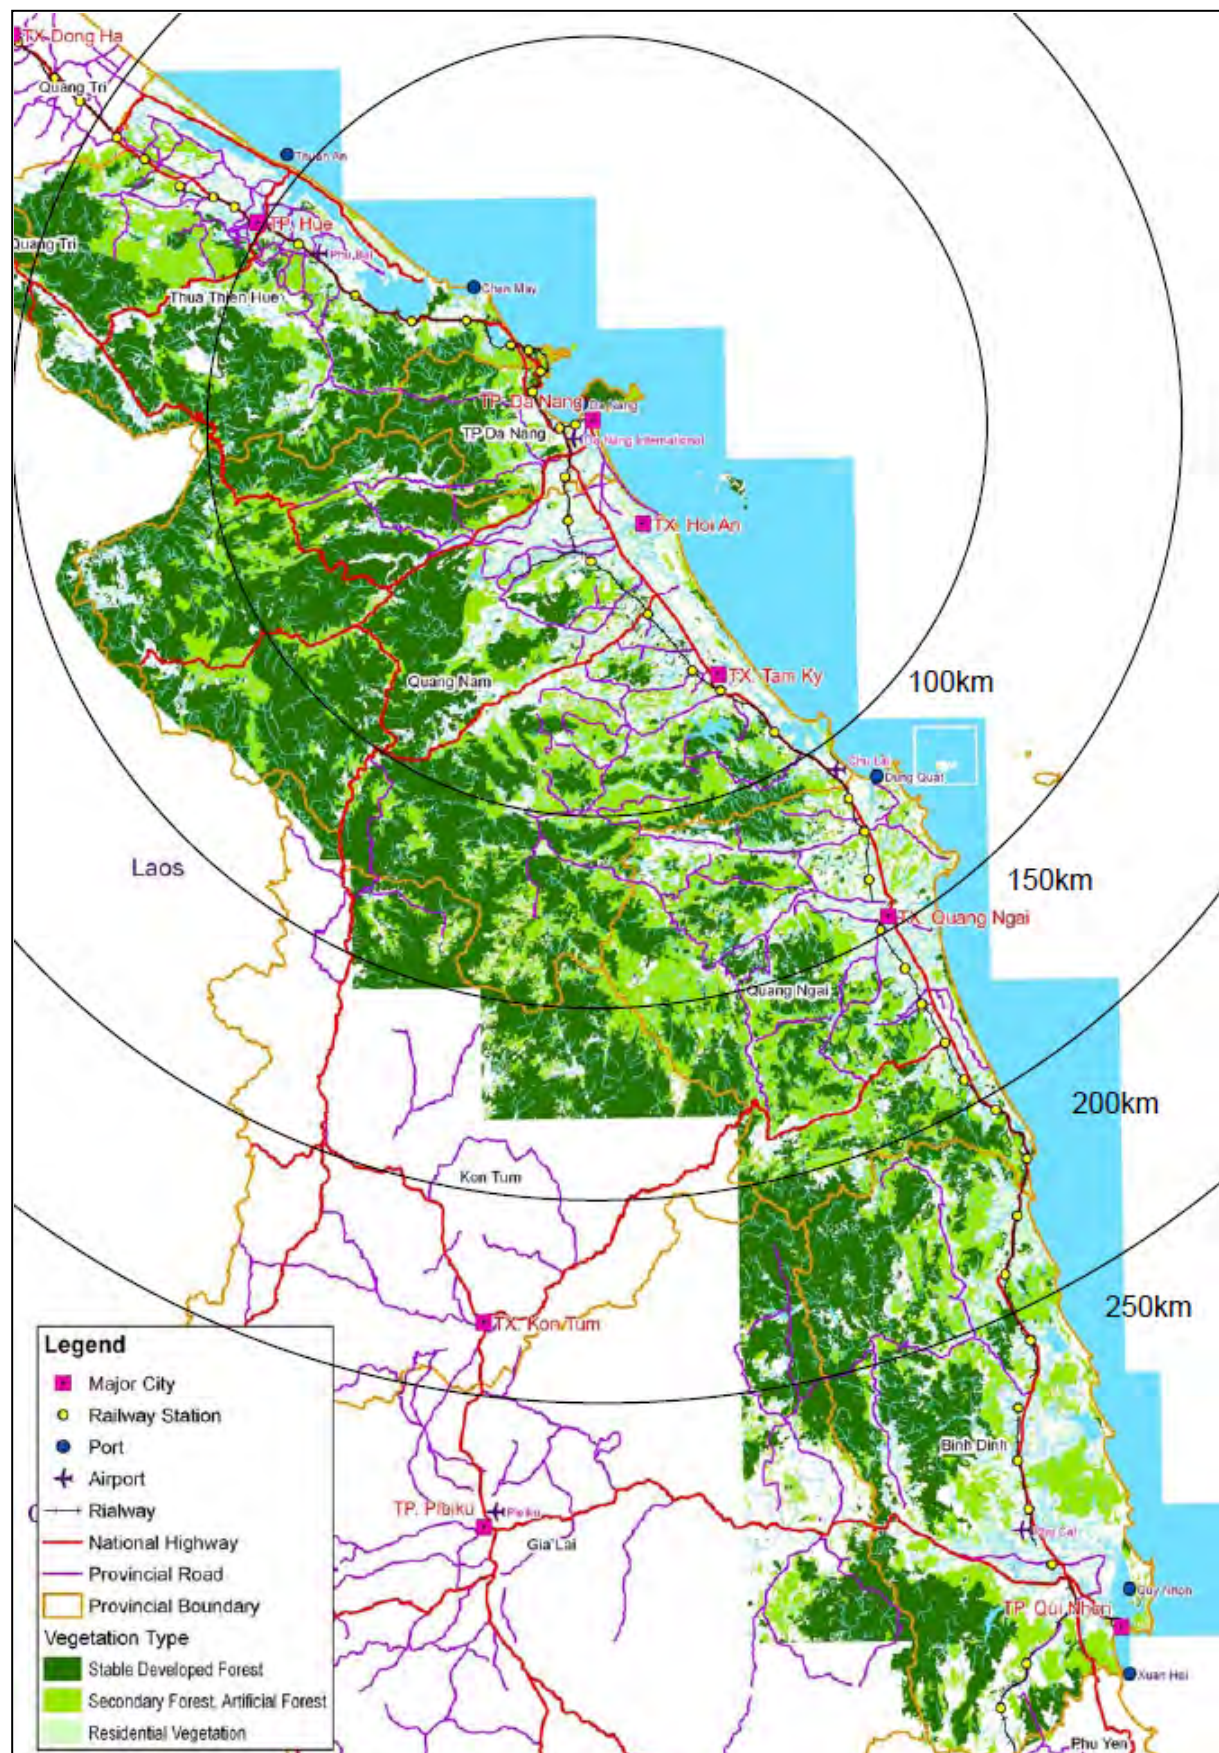 TX. Dong Ha
Quang Tri
Thuan An
TP. Hue
Quang Tri
Phu Bai
Thua Thien Hue
Chan May
TP. Da Nang
Da Nang
TP Da Nang
Da Nang International
TX. Hoi An
Quang Nam
TX. Tam Ky
100km
Chu Lai
Dung Quat
Laos
150km
TX. Quang Ngai
Quang Ngai
200km
Kon Tum
250km
TX. Kon Tum
Legend
Major City
Railway Station
Port
Airport
Rialway
National Highway
Provincial Road
Provincial Boundary
Vegetation Type
Stable Developed Forest
Secondary Forest, Artificial Forest
Residential Vegetation
Binh Dinh
TP. Pleiku
Pleiku
Gia Lai
Phu Cat
Quy Nhon
TP. Qui Nhon
Xuan Hai
Phu Yen